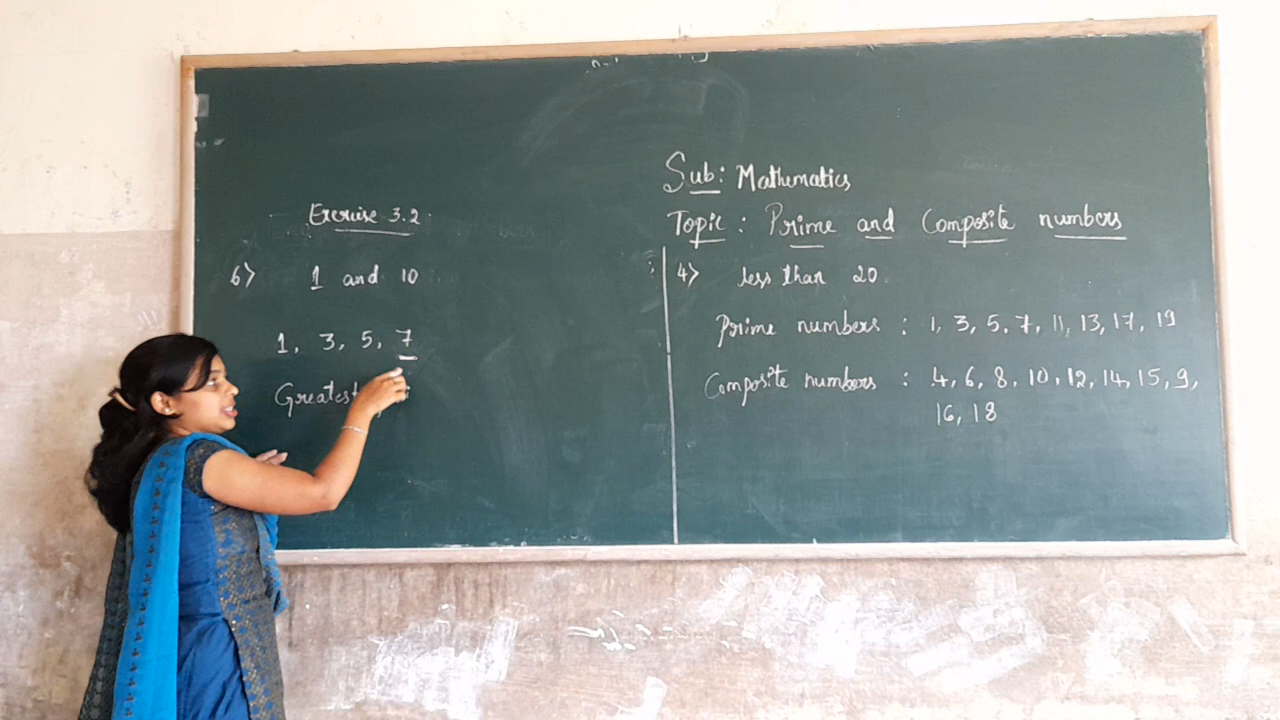 Exercise 3.2
6) 1 and 10
1, 3, 5, 7
Greatest
Sub: Mathematics
Topic: Prime and Composite numbers
4) less than 20
Prime numbers : 1, 3, 5, 7, 11, 13, 17, 19
Composite numbers : 4, 6, 8, 10, 12, 14, 15, 9,
16, 18